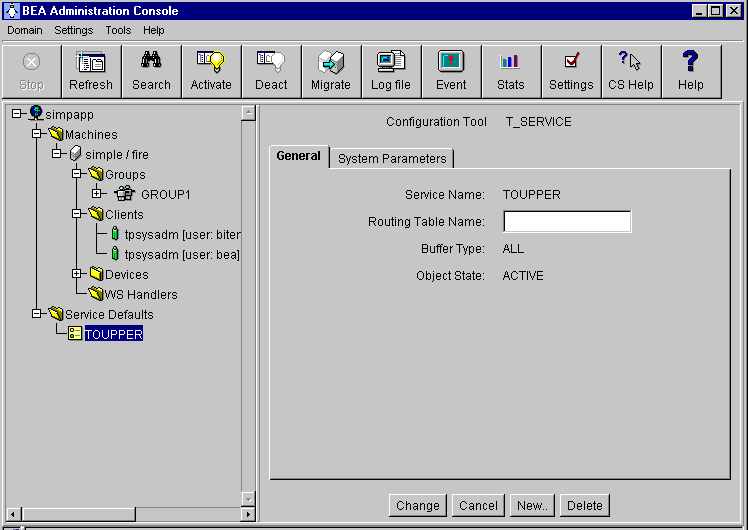 BEA Administration Console
Domain Settings Tools Help
Stop Refresh Search Activate Deact Migrate Log file Event Stats Settings CS Help Help
simpapp
Machines
simple / fire
Groups
GROUP1
Clients
tpsysadm [user: biter
tpsysadm [user: bea]
Devices
WS Handlers
Service Defaults
TOUPPER
Configuration Tool T_SERVICE
General System Parameters
Service Name: TOUPPER
Routing Table Name:
Buffer Type: ALL
Object State: ACTIVE
Change Cancel New.. Delete